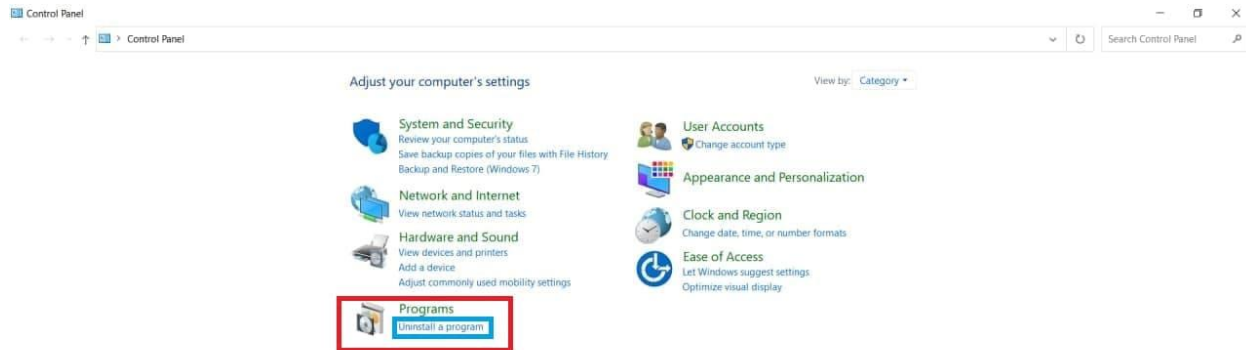 Control Panel
Control Panel
Search Control Panel
Adjust your computer's settings
View by: Category
System and Security
Review your computer's status
Save backup copies of your files with File History
Backup and Restore (Windows 7)
Network and Internet
View network status and tasks
Hardware and Sound
View devices and printers
Add a device
Adjust commonly used mobility settings
Programs
Uninstall a program
User Accounts
Change account type
Appearance and Personalization
Clock and Region
Change date, time, or number formats
Ease of Access
Let Windows suggest settings
Optimize visual display